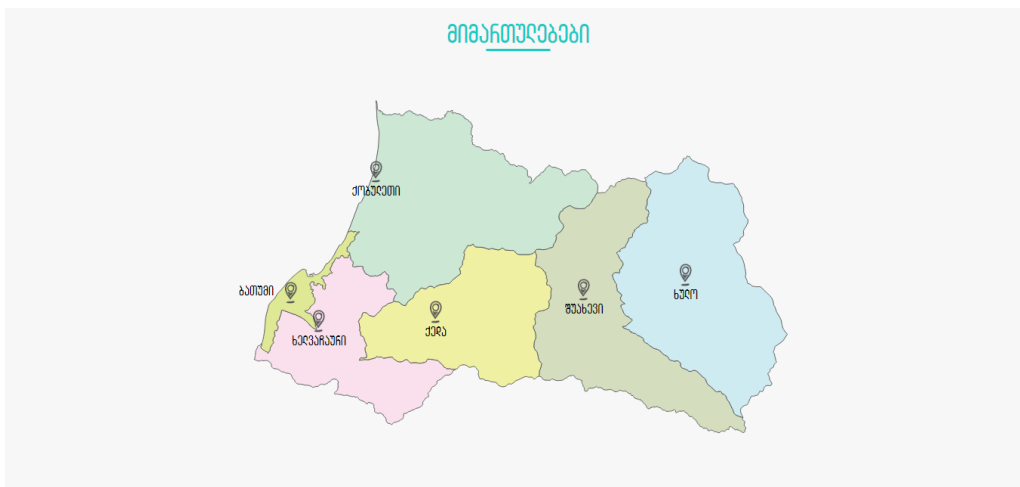 მიმართულებები
ქობულეთი
ბათუმი
ხულო
შუახევი
ქედა
ხელვაჩაური